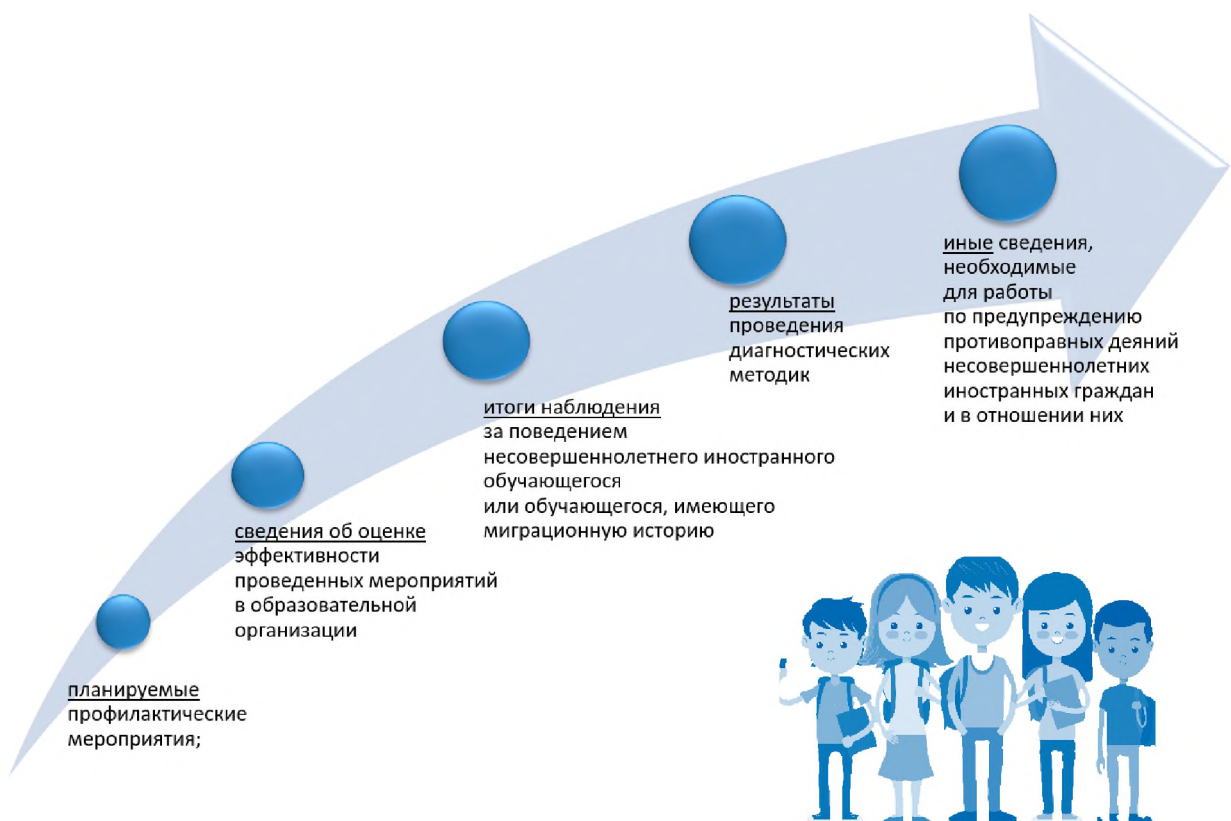 планируемые
профилактические
мероприятия;
сведения об оценке
эффективности
проведенных мероприятий
в образовательной
организации
итоги наблюдения
за поведением
несовершеннолетнего иностранного
обучающегося
или обучающегося, имеющего
миграционную историю
результаты
проведения
диагностических
методик
иные сведения,
необходимые
для работы
по предупреждению
противоправных деяний
несовершеннолетних
иностранных граждан
и в отношении них